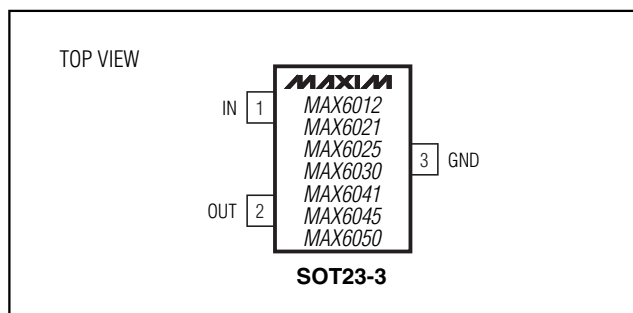 TOP VIEW
MAXIM
IN 1
MAX6012
MAX6021
MAX6025
MAX6030
3 GND
MAX6041
OUT 2
MAX6045
MAX6050
SOT23-3